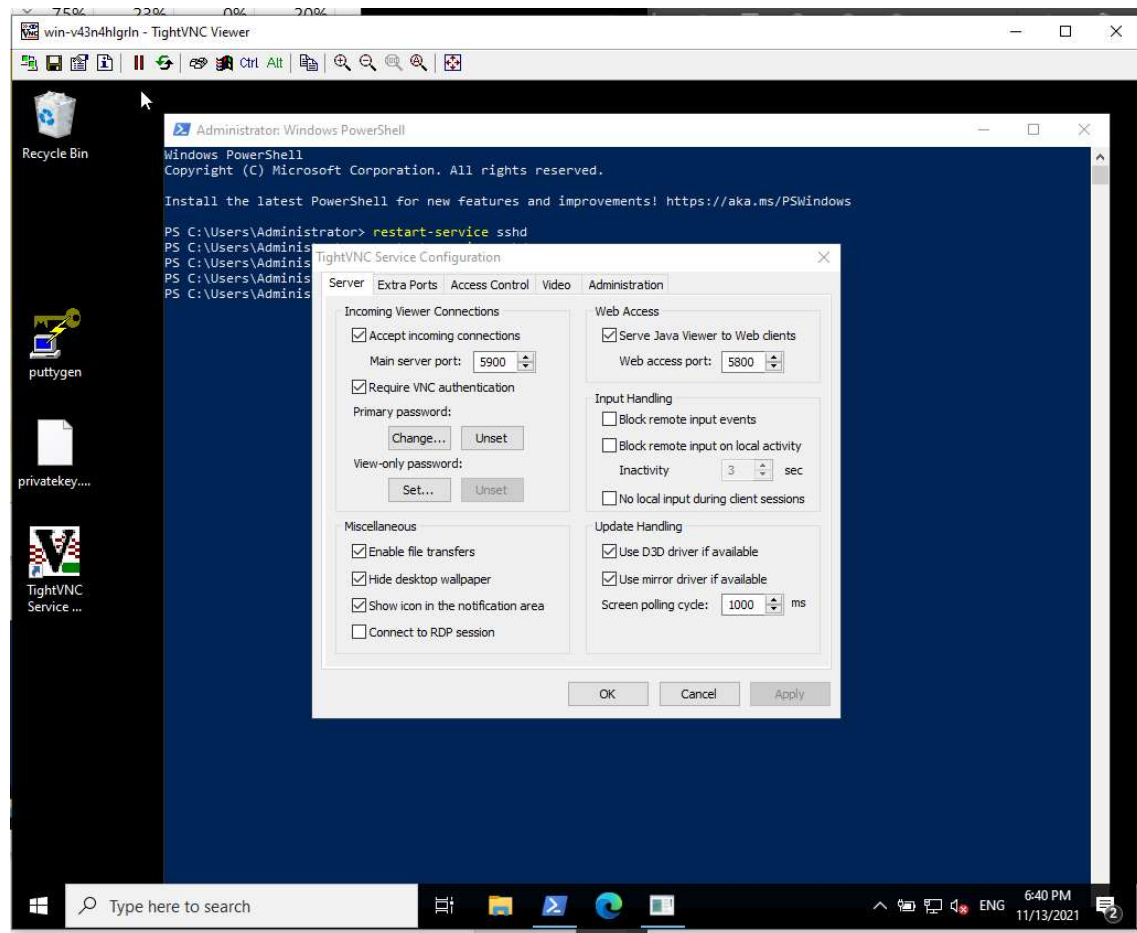 75% 23% 0% 20%
win-v43n4hlgrln - TightVNC Viewer
Ctrl Alt
Recycle Bin
Administrator: Windows PowerShell
Windows PowerShell
Copyright (C) Microsoft Corporation. All rights reserved.
Install the latest PowerShell for new features and improvements! https://aka.ms/PSWindows
PS C:\Users\Administrator> restart-service sshd
PS C:\Users\Adminis
PS C:\Users\Adminis
PS C:\Users\Adminis
PS C:\Users\Adminis
TightVNC Service Configuration
Server Extra Ports Access Control Video Administration
Incoming Viewer Connections
Accept incoming connections
Main server port: 5900
Require VNC authentication
Primary password:
Change... Unset
View-only password:
Set... Unset
Web Access
Serve Java Viewer to Web clients
Web access port: 5800
Input Handling
Block remote input events
Block remote input on local activity
Inactivity 3 sec
No local input during client sessions
Miscellaneous
Enable file transfers
Hide desktop wallpaper
Show icon in the notification area
Connect to RDP session
Update Handling
Use D3D driver if available
Use mirror driver if available
Screen polling cycle: 1000 ms
OK Cancel Apply
puttygen
privatekey....
TightVNC
Service ...
Type here to search
ENG
6:40 PM
11/13/2021
2